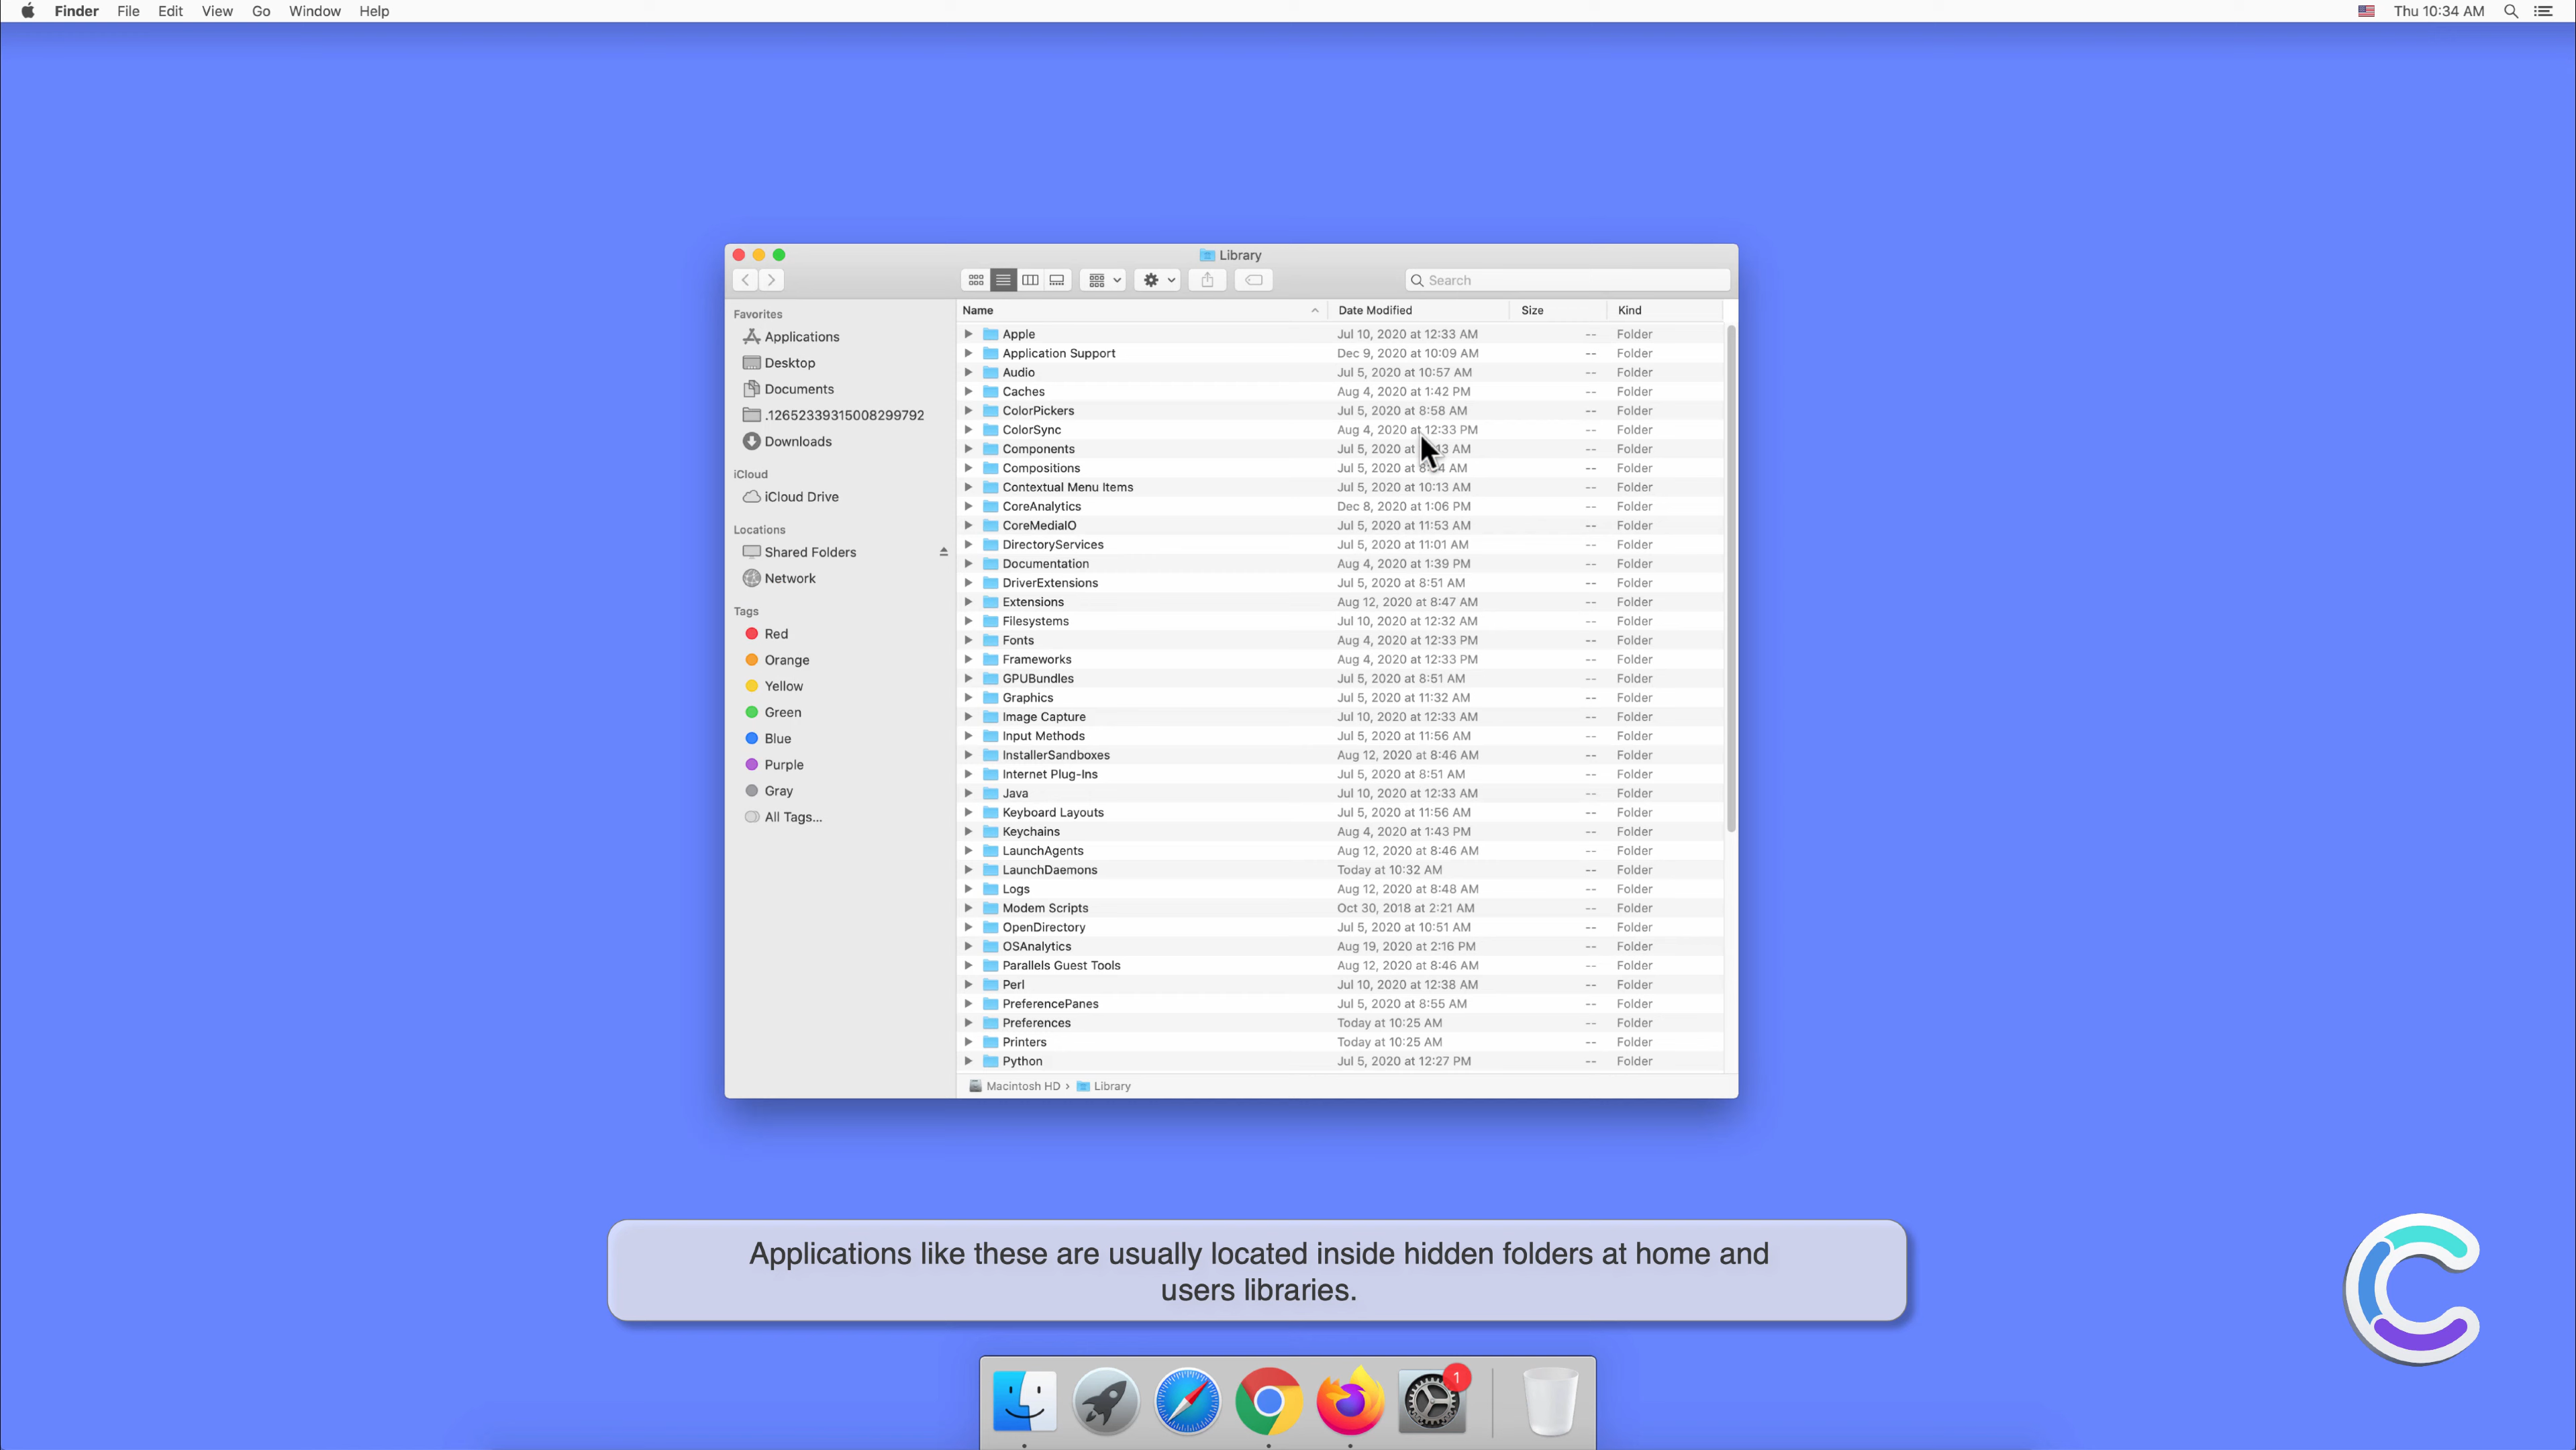 Finder File Edit View Go Window Help
Thu 10:34 AM
Library
Search
Favorites
Applications
Desktop
Documents
.12652339315008299792
Downloads
iCloud
iCloud Drive
Locations
Shared Folders
Network
Tags
Red
Orange
Yellow
Green
Blue
Purple
Gray
All Tags...
Name Date Modified Size Kind
Apple Jul 10, 2020 at 12:33 AM -- Folder
Application Support Dec 9, 2020 at 10:09 AM -- Folder
Audio Jul 5, 2020 at 10:57 AM -- Folder
Caches Aug 4, 2020 at 1:42 PM -- Folder
ColorPickers Jul 5, 2020 at 8:58 AM -- Folder
ColorSync Aug 4, 2020 at 12:33 PM -- Folder
Components Jul 5, 2020 at AM -- Folder
Compositions Jul 5, 2020 at AM -- Folder
Contextual Menu Items Jul 5, 2020 at 10:13 AM -- Folder
CoreAnalytics Dec 8, 2020 at 1:06 PM -- Folder
CoreMediaIO Jul 5, 2020 at 11:53 AM -- Folder
DirectoryServices Jul 5, 2020 at 11:01 AM -- Folder
Documentation Aug 4, 2020 at 1:39 PM -- Folder
DriverExtensions Jul 5, 2020 at 8:51 AM -- Folder
Extensions Aug 12, 2020 at 8:47 AM -- Folder
Filesystems Jul 10, 2020 at 12:32 AM -- Folder
Fonts Aug 4, 2020 at 12:33 PM -- Folder
Frameworks Aug 4, 2020 at 12:33 PM -- Folder
GPUBundles Jul 5, 2020 at 8:51 AM -- Folder
Graphics Jul 5, 2020 at 11:32 AM -- Folder
Image Capture Jul 10, 2020 at 12:33 AM -- Folder
Input Methods Jul 5, 2020 at 11:56 AM -- Folder
InstallerSandboxes Aug 12, 2020 at 8:46 AM -- Folder
Internet Plug-Ins Jul 5, 2020 at 8:51 AM -- Folder
Java Jul 10, 2020 at 12:33 AM -- Folder
Keyboard Layouts Jul 5, 2020 at 11:56 AM -- Folder
Keychains Aug 4, 2020 at 1:43 PM -- Folder
LaunchAgents Aug 12, 2020 at 8:46 AM -- Folder
LaunchDaemons Today at 10:32 AM -- Folder
Logs Aug 12, 2020 at 8:48 AM -- Folder
Modem Scripts Oct 30, 2018 at 2:21 AM -- Folder
OpenDirectory Jul 5, 2020 at 10:51 AM -- Folder
OSAnalytics Aug 19, 2020 at 2:16 PM -- Folder
Parallels Guest Tools Aug 12, 2020 at 8:46 AM -- Folder
Perl Jul 10, 2020 at 12:38 AM -- Folder
PreferencePanes Jul 5, 2020 at 8:55 AM -- Folder
Preferences Today at 10:25 AM -- Folder
Printers Today at 10:25 AM -- Folder
Python Jul 5, 2020 at 12:27 PM -- Folder
Macintosh HD › Library
Applications like these are usually located inside hidden folders at home and
users libraries.
1